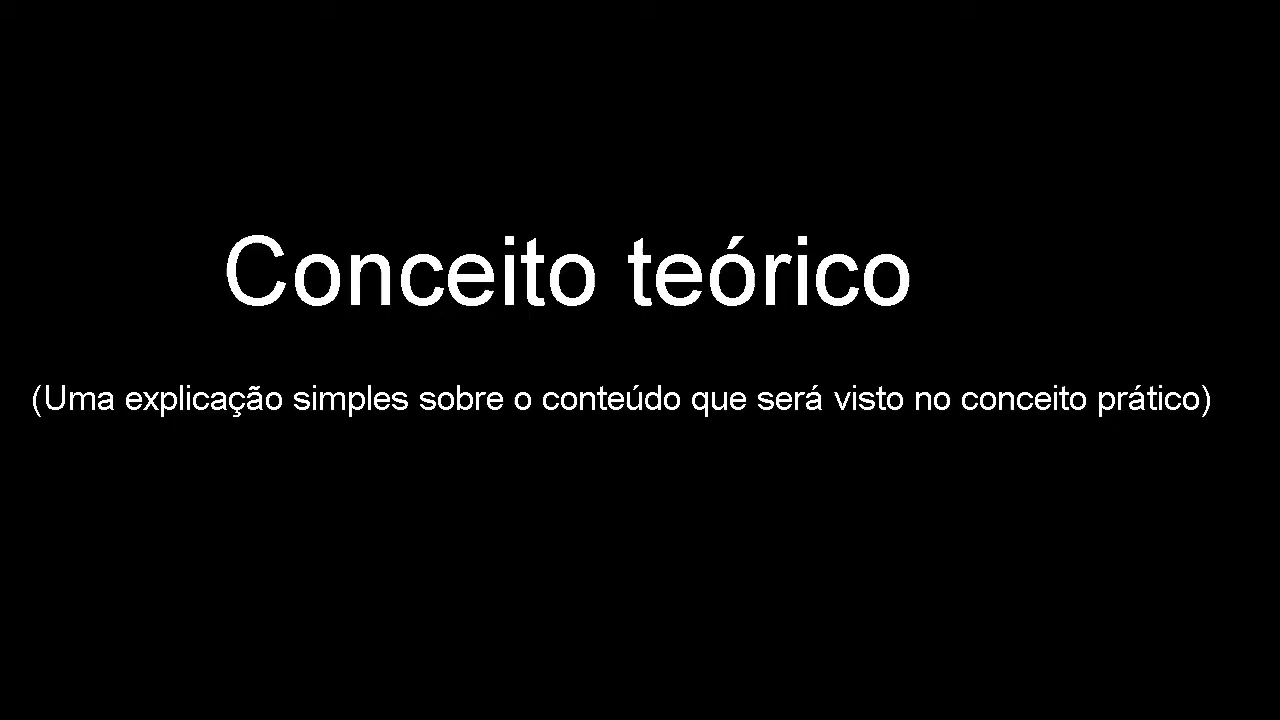 Conceito teórico
(Uma explicação simples sobre o conteúdo que será visto no conceito prático)